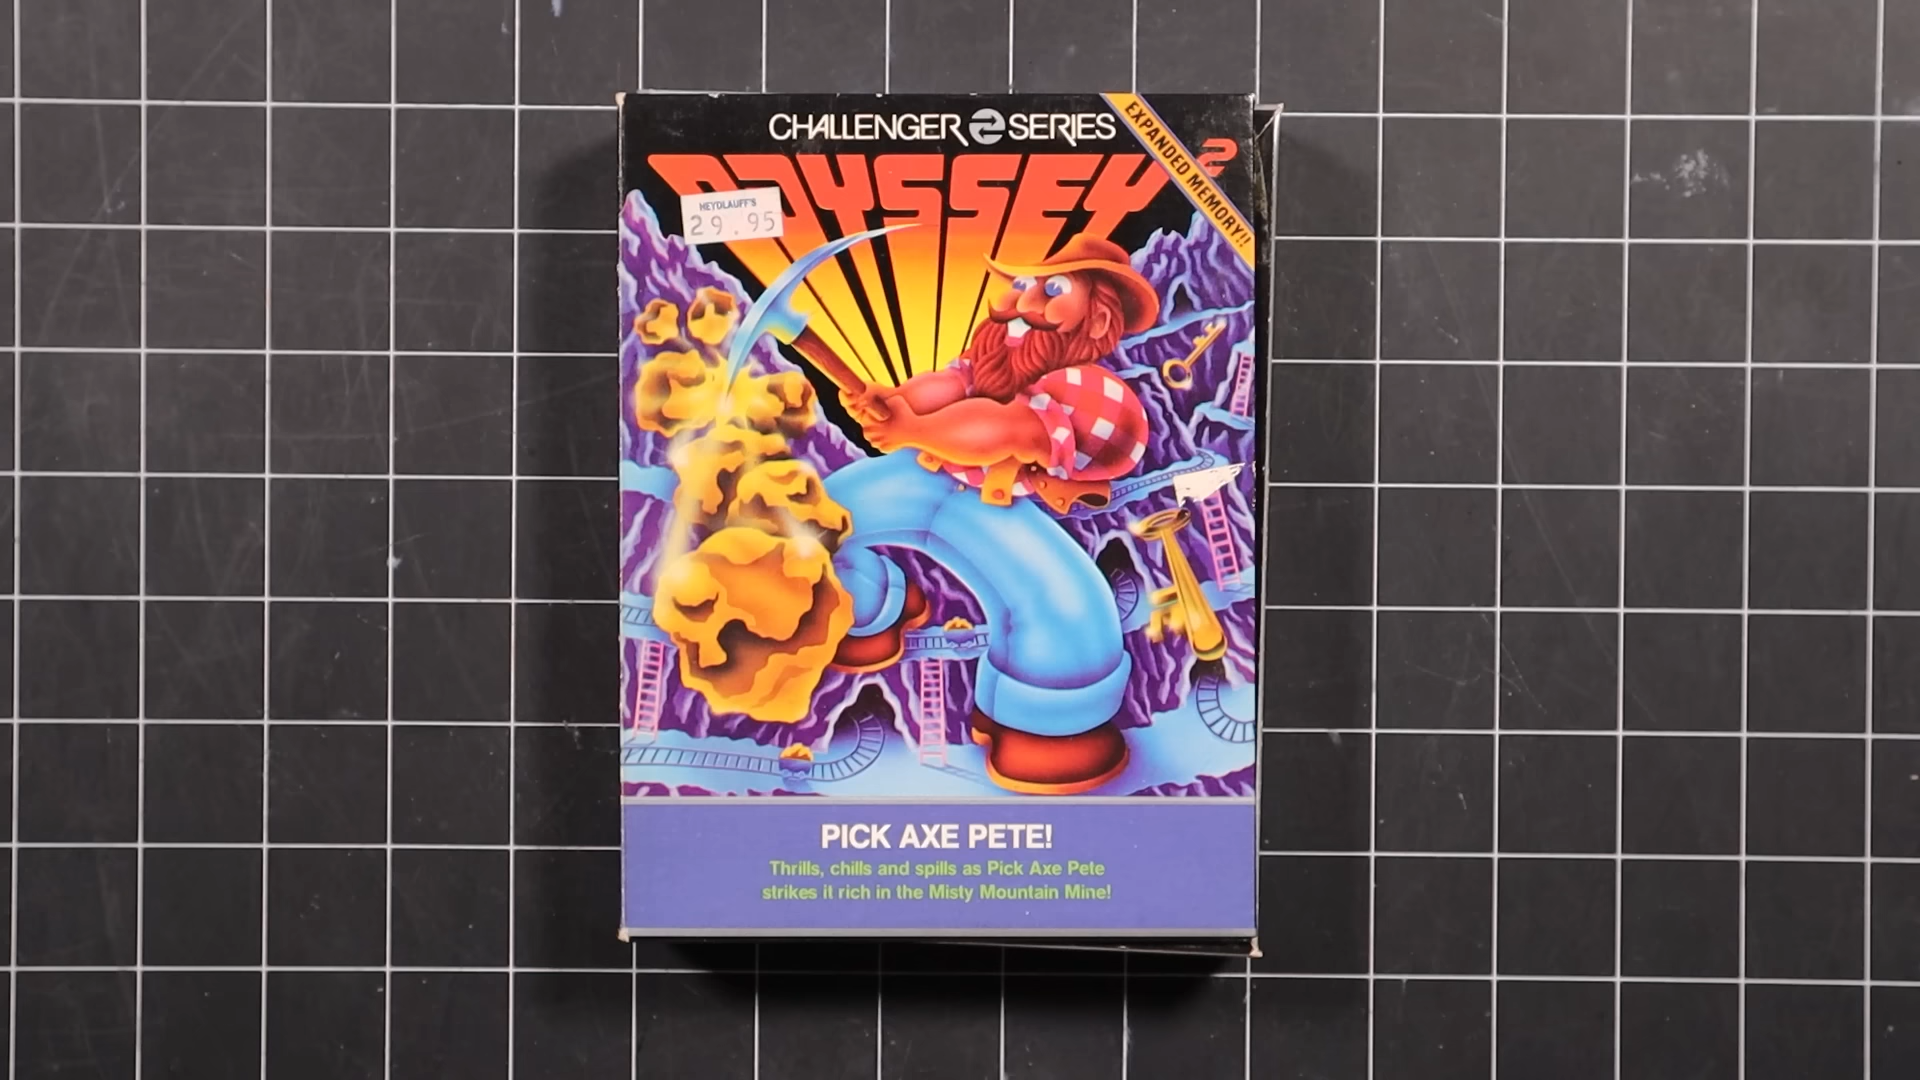 CHALLENGER SERIES
EXPANDED MEMORY!!
ODYSSEY²
HEYDLAUFF'S
29.95
PICK AXE PETE!
Thrills, chills and spills as Pick Axe Pete
strikes it rich in the Misty Mountain Mine!